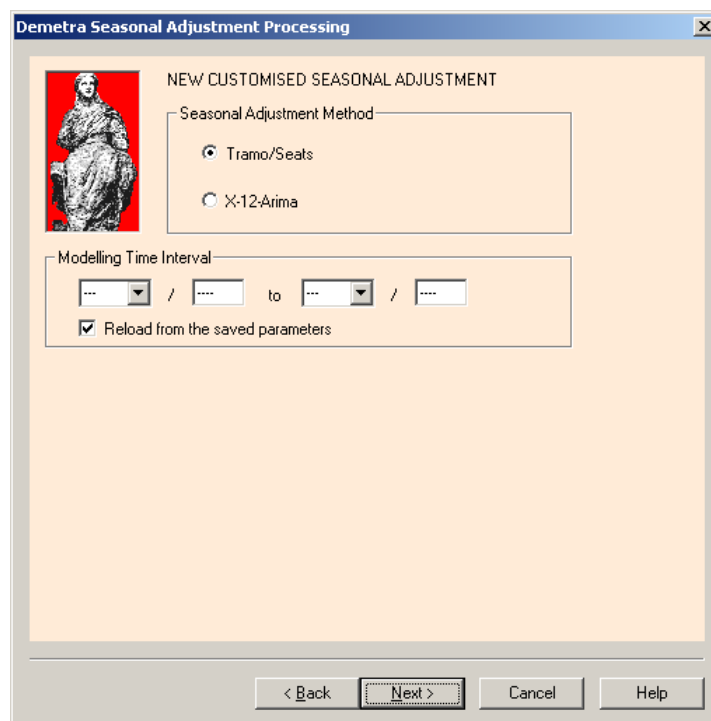 Demetra Seasonal Adjustment Processing
NEW CUSTOMISED SEASONAL ADJUSTMENT
Seasonal Adjustment Method
Tramo/Seats
X-12-Arima
Modelling Time Interval
--- / ---- to --- / ----
Reload from the saved parameters
< Back Next > Cancel Help